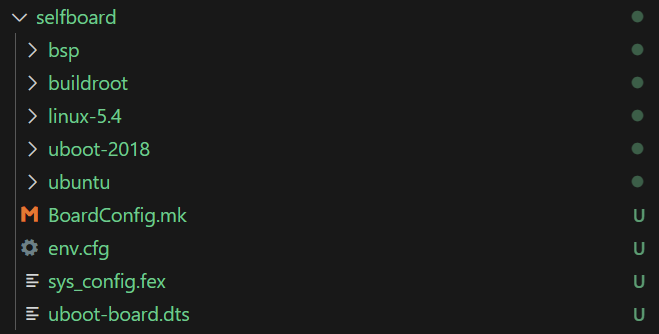 selfboard
bsp
buildroot
linux-5.4
uboot-2018
ubuntu
BoardConfig.mk U
env.cfg U
sys_config.fex U
uboot-board.dts U